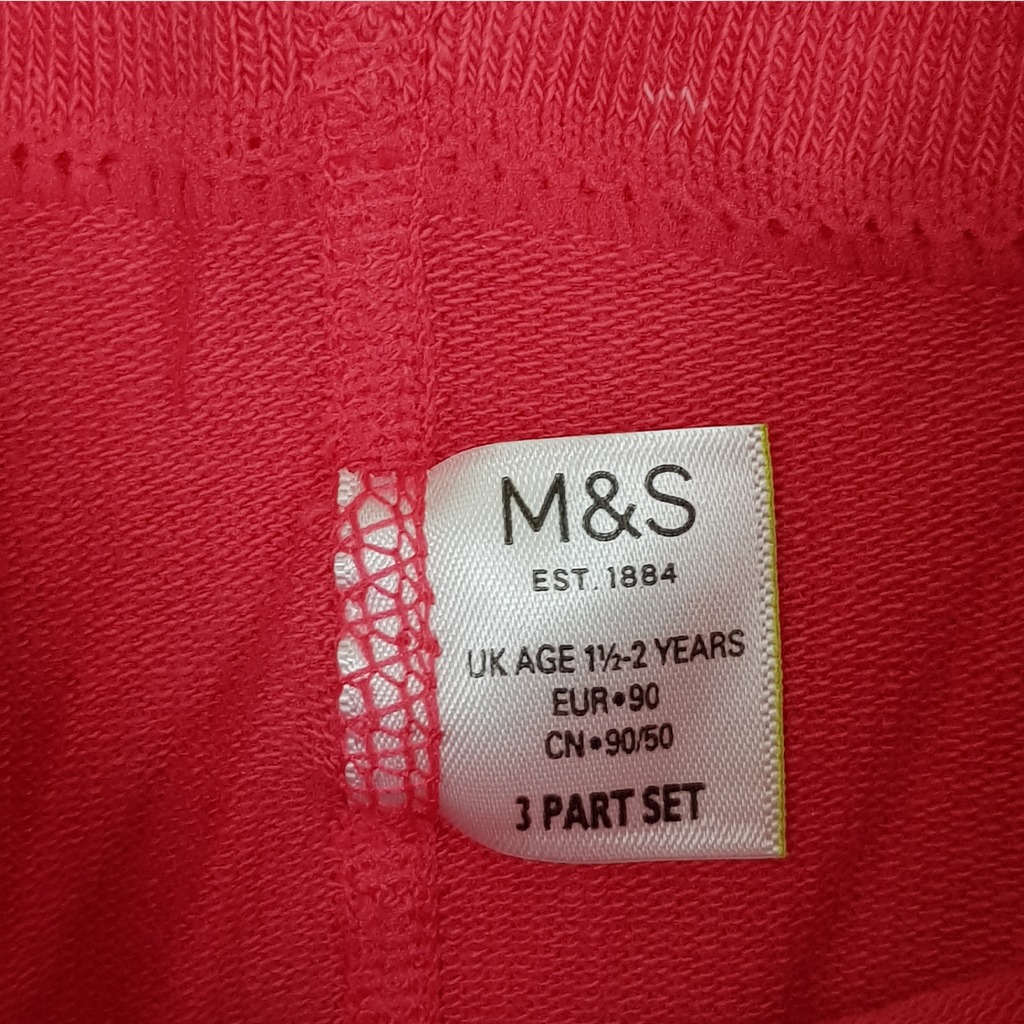 M&S
EST. 1884
UK AGE 1½-2 YEARS
EUR•90
CN•90/50
3 PART SET